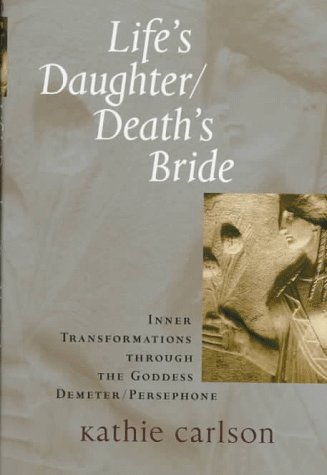 Life's
Daughter/
Death's
Bride
Inner
Transformations
through
the Goddess
Demeter/Persephone
Kathie Carlson